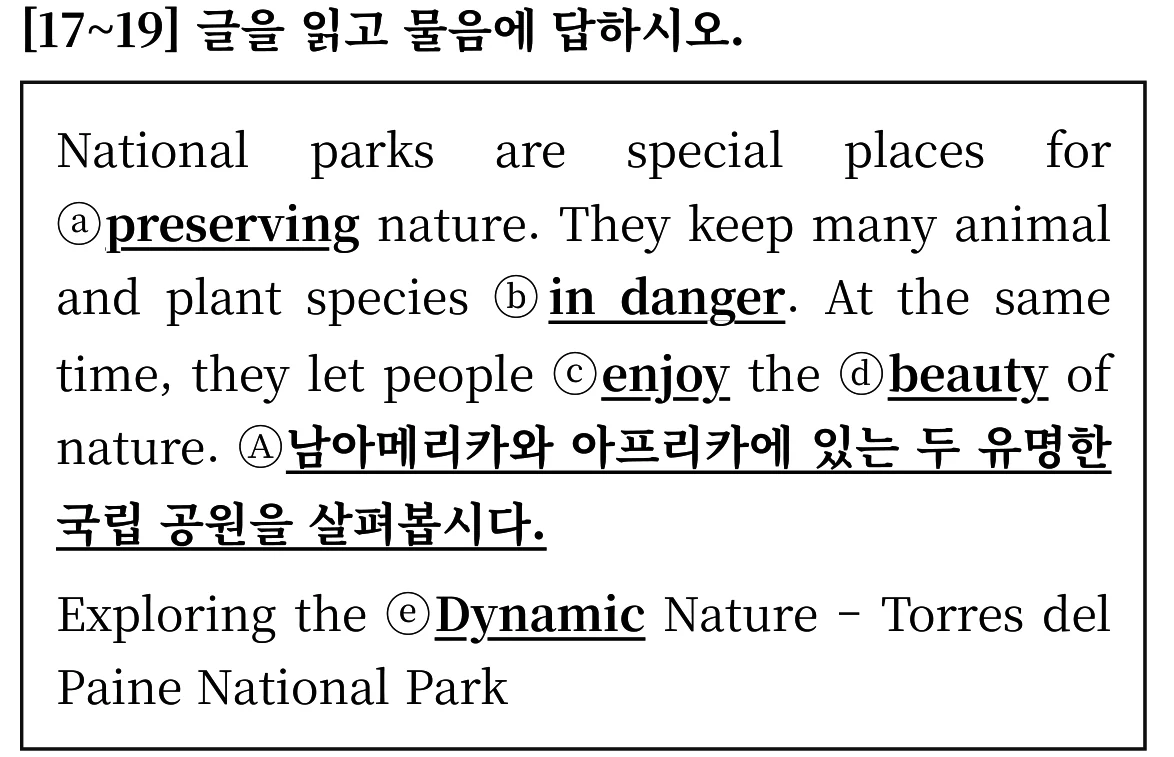 [17~19] 글을 읽고 물음에 답하시오.
National parks are special places for
ⓐpreserving nature. They keep many animal
and plant species ⓑin danger. At the same
time, they let people ⓒenjoy the ⓓbeauty of
nature. Ⓐ남아메리카와 아프리카에 있는 두 유명한
국립 공원을 살펴봅시다.
Exploring the ⓔDynamic Nature – Torres del
Paine National Park